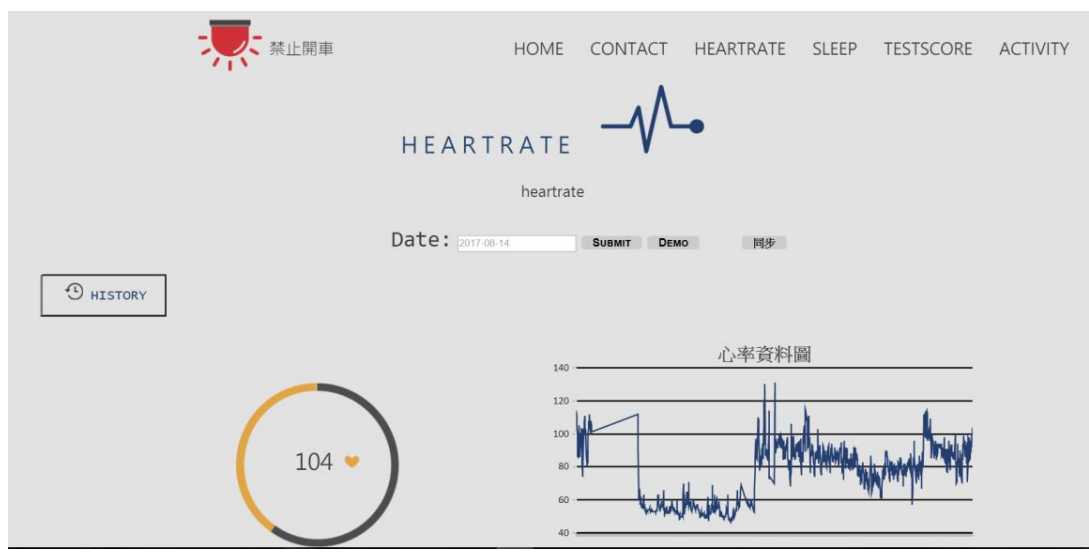 禁止開車
HOME CONTACT HEARTRATE SLEEP TESTSCORE ACTIVITY
HEARTRATE
heartrate
Date: 2017-08-14 SUBMIT DEMO 同步
HISTORY
心率資料圖
140
120
100
80
60
40
104